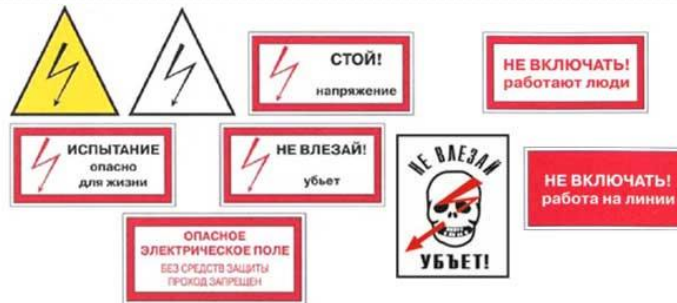 СТОЙ!
напряжение
НЕ ВКЛЮЧАТЬ!
работают люди
ИСПЫТАНИЕ
опасно
для жизни
НЕ ВЛЕЗАЙ!
убьет
НЕ ВЛЕЗАЙ
УБЪЕТ!
НЕ ВКЛЮЧАТЬ!
работа на линии
ОПАСНОЕ
ЭЛЕКТРИЧЕСКОЕ ПОЛЕ
БЕЗ СРЕДСТВ ЗАЩИТЫ
ПРОХОД ЗАПРЕЩЕН